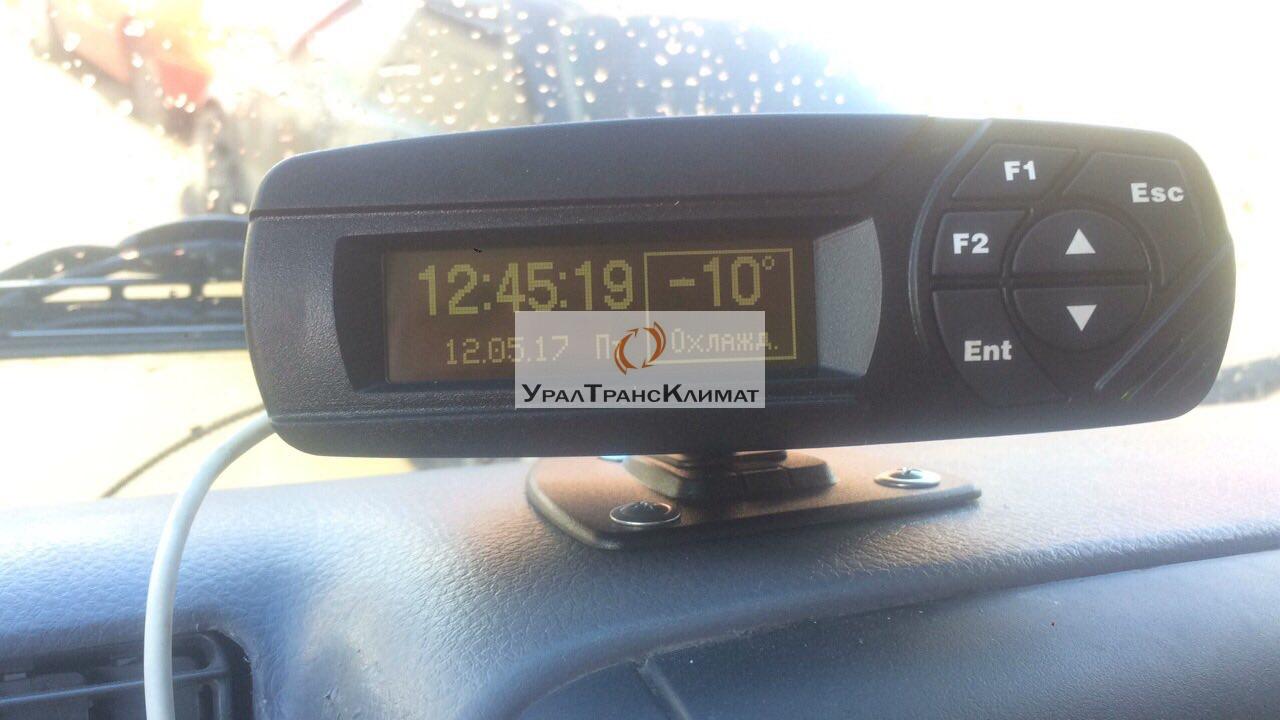 12:45:19 -10°
12.05.17 Охлажд.
УралТрансКлимат
F1
Esc
F2
▲
▼
Ent